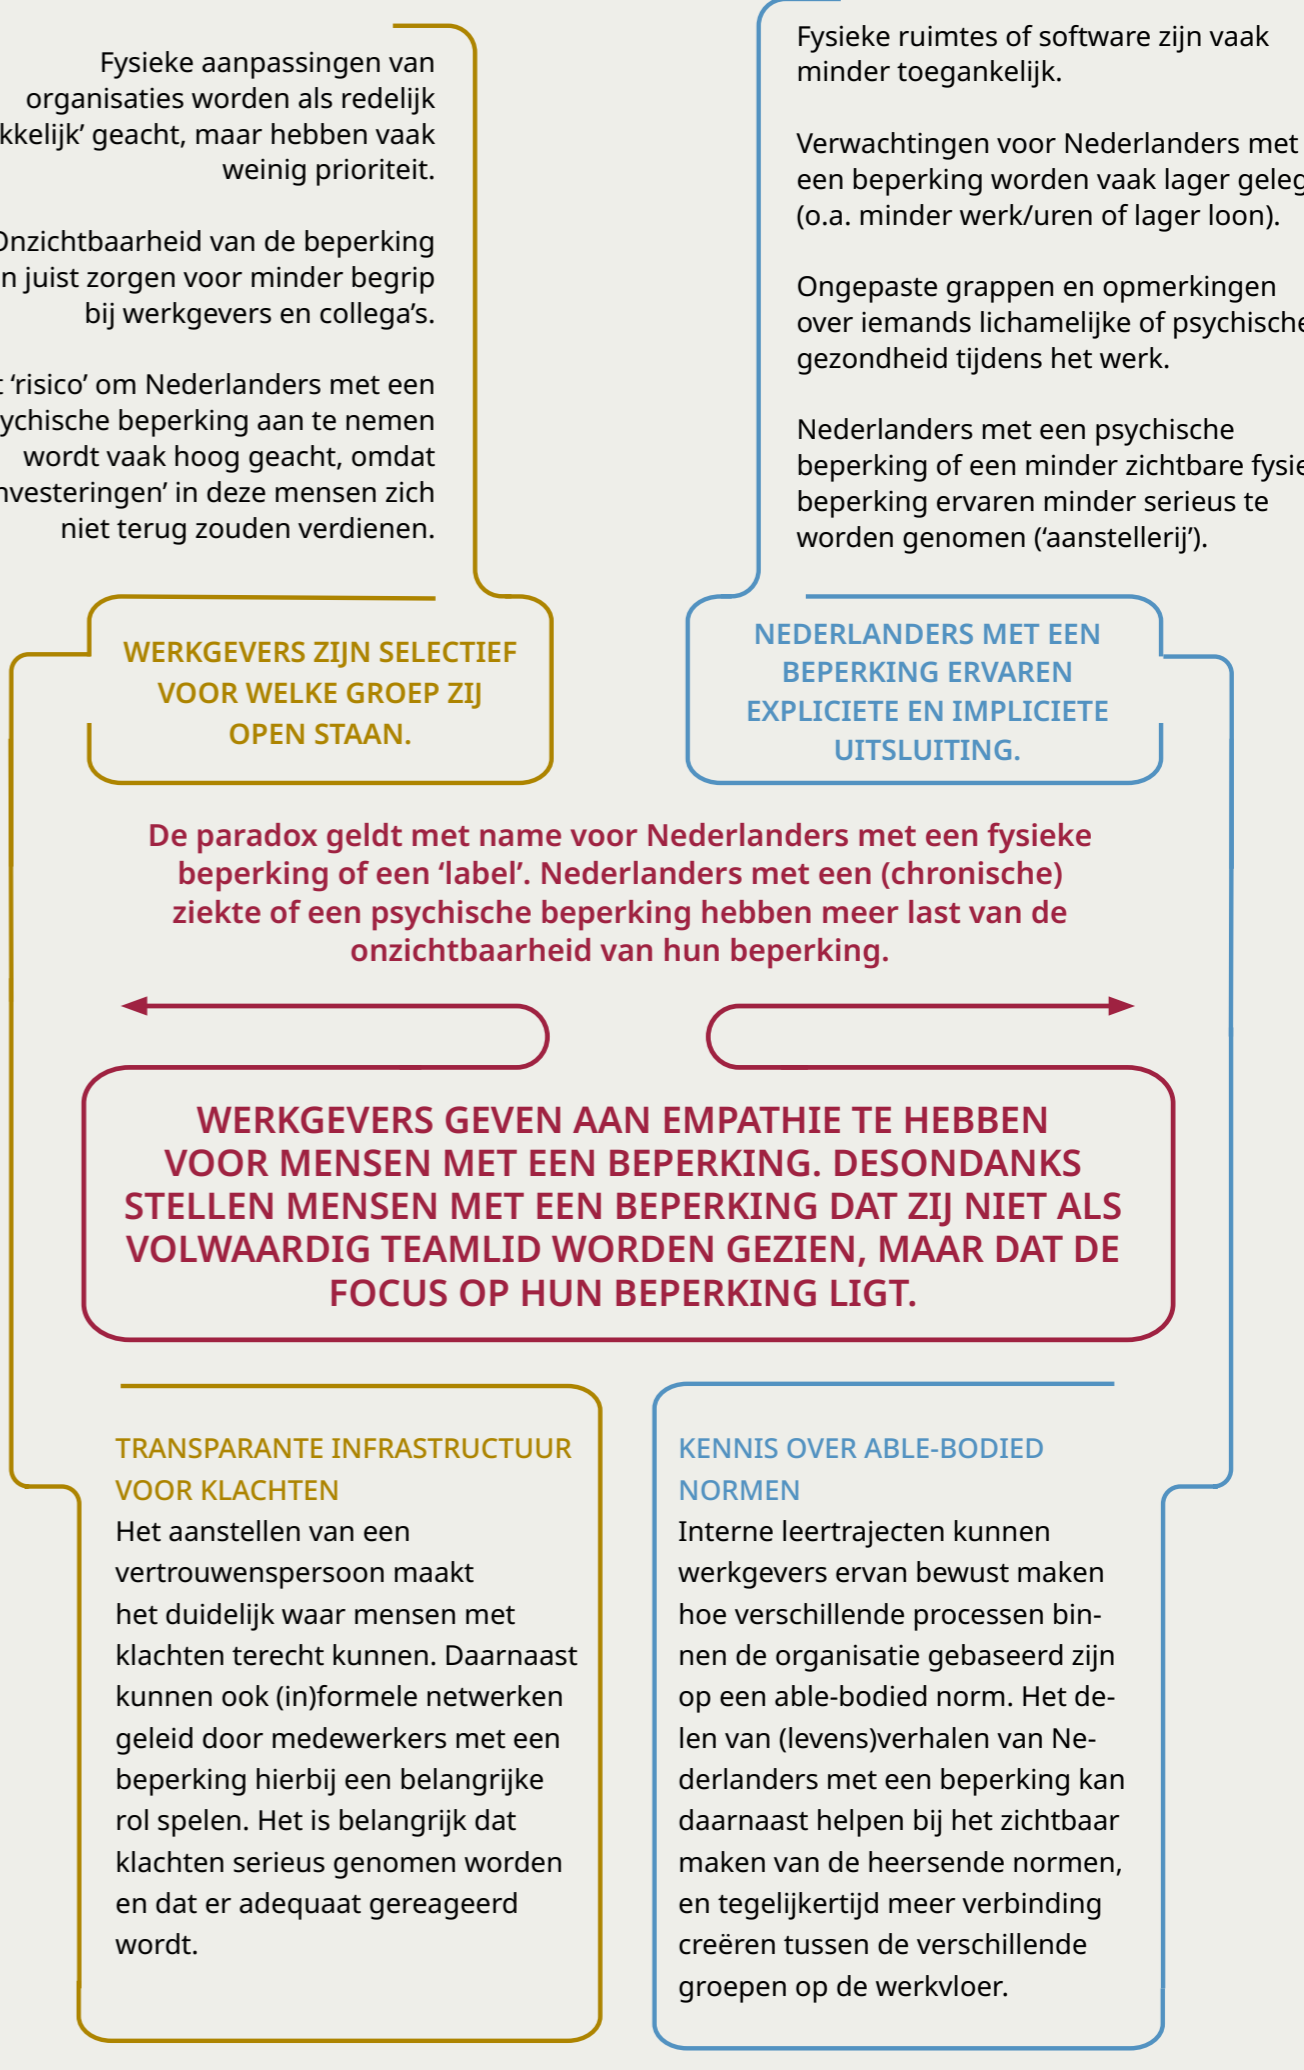 Fysieke aanpassingen van
organisaties worden als redelijk
geacht, maar hebben vaak
weinig prioriteit.
Onzichtbaarheid van de beperking
juist zorgen voor minder begrip
bij werkgevers en collega’s.
‘risico’ om Nederlanders met een
beperking aan te nemen
wordt vaak hoog geacht, omdat
in deze mensen zich
niet terug zouden verdienen.
WERKGEVERS ZIJN SELECTIEF
VOOR WELKE GROEP ZIJ
OPEN STAAN.
Fysieke ruimtes of software zijn vaak
minder toegankelijk.
Verwachtingen voor Nederlanders met
een beperking worden vaak lager
(o.a. minder werk/uren of lager loon).
Ongepaste grappen en opmerkingen
over iemands lichamelijke of psychische
gezondheid tijdens het werk.
Nederlanders met een psychische
beperking of een minder zichtbare
beperking ervaren minder serieus te
worden genomen (‘aanstellerij’).
NEDERLANDERS MET EEN
BEPERKING ERVAREN
EXPLICIETE EN IMPLICIETE
UITSLUITING.
De paradox geldt met name voor Nederlanders met een fysieke
beperking of een ‘label’. Nederlanders met een (chronische)
ziekte of een psychische beperking hebben meer last van de
onzichtbaarheid van hun beperking.
WERKGEVERS GEVEN AAN EMPATHIE TE HEBBEN
VOOR MENSEN MET EEN BEPERKING. DESONDANKS
STELLEN MENSEN MET EEN BEPERKING DAT ZIJ NIET ALS
VOLWAARDIG TEAMLID WORDEN GEZIEN, MAAR DAT DE
FOCUS OP HUN BEPERKING LIGT.
TRANSPARANTE INFRASTRUCTUUR
VOOR KLACHTEN
Het aanstellen van een
vertrouwenspersoon maakt
het duidelijk waar mensen met
klachten terecht kunnen. Daarnaast
kunnen ook (in)formele netwerken
geleid door medewerkers met een
beperking hierbij een belangrijke
rol spelen. Het is belangrijk dat
klachten serieus genomen worden
en dat er adequaat gereageerd
wordt.
KENNIS OVER ABLE-BODIED
NORMEN
Interne leertrajecten kunnen
werkgevers ervan bewust maken
hoe verschillende processen bin-
nen de organisatie gebaseerd zijn
op een able-bodied norm. Het de-
len van (levens)verhalen van Ne-
derlanders met een beperking kan
daarnaast helpen bij het zichtbaar
maken van de heersende normen,
en tegelijkertijd meer verbinding
creëren tussen de verschillende
groepen op de werkvloer.